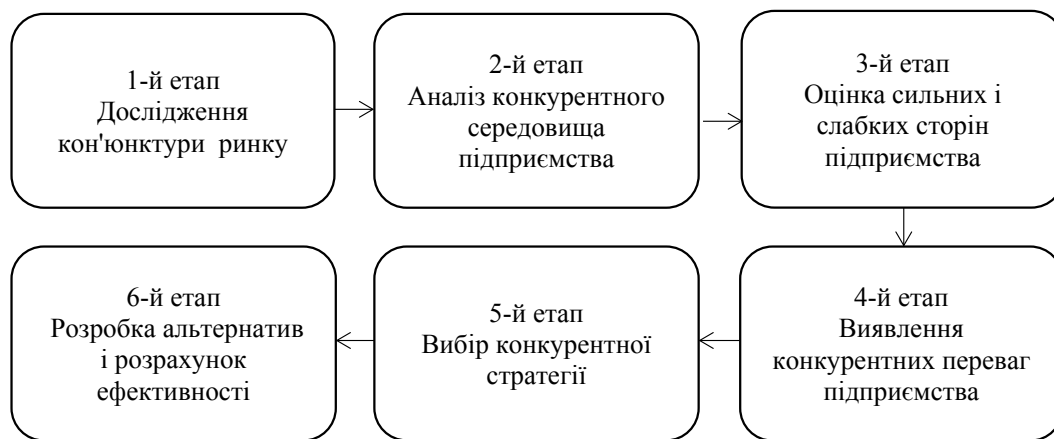 1-й етап
Дослідження
кон'юнктури ринку
2-й етап
Аналіз конкурентного
середовища
підприємства
3-й етап
Оцінка сильних і
слабких сторін
підприємства
4-й етап
Виявлення
конкурентних переваг
підприємства
5-й етап
Вибір конкурентної
стратегії
6-й етап
Розробка альтернатив
і розрахунок
ефективності